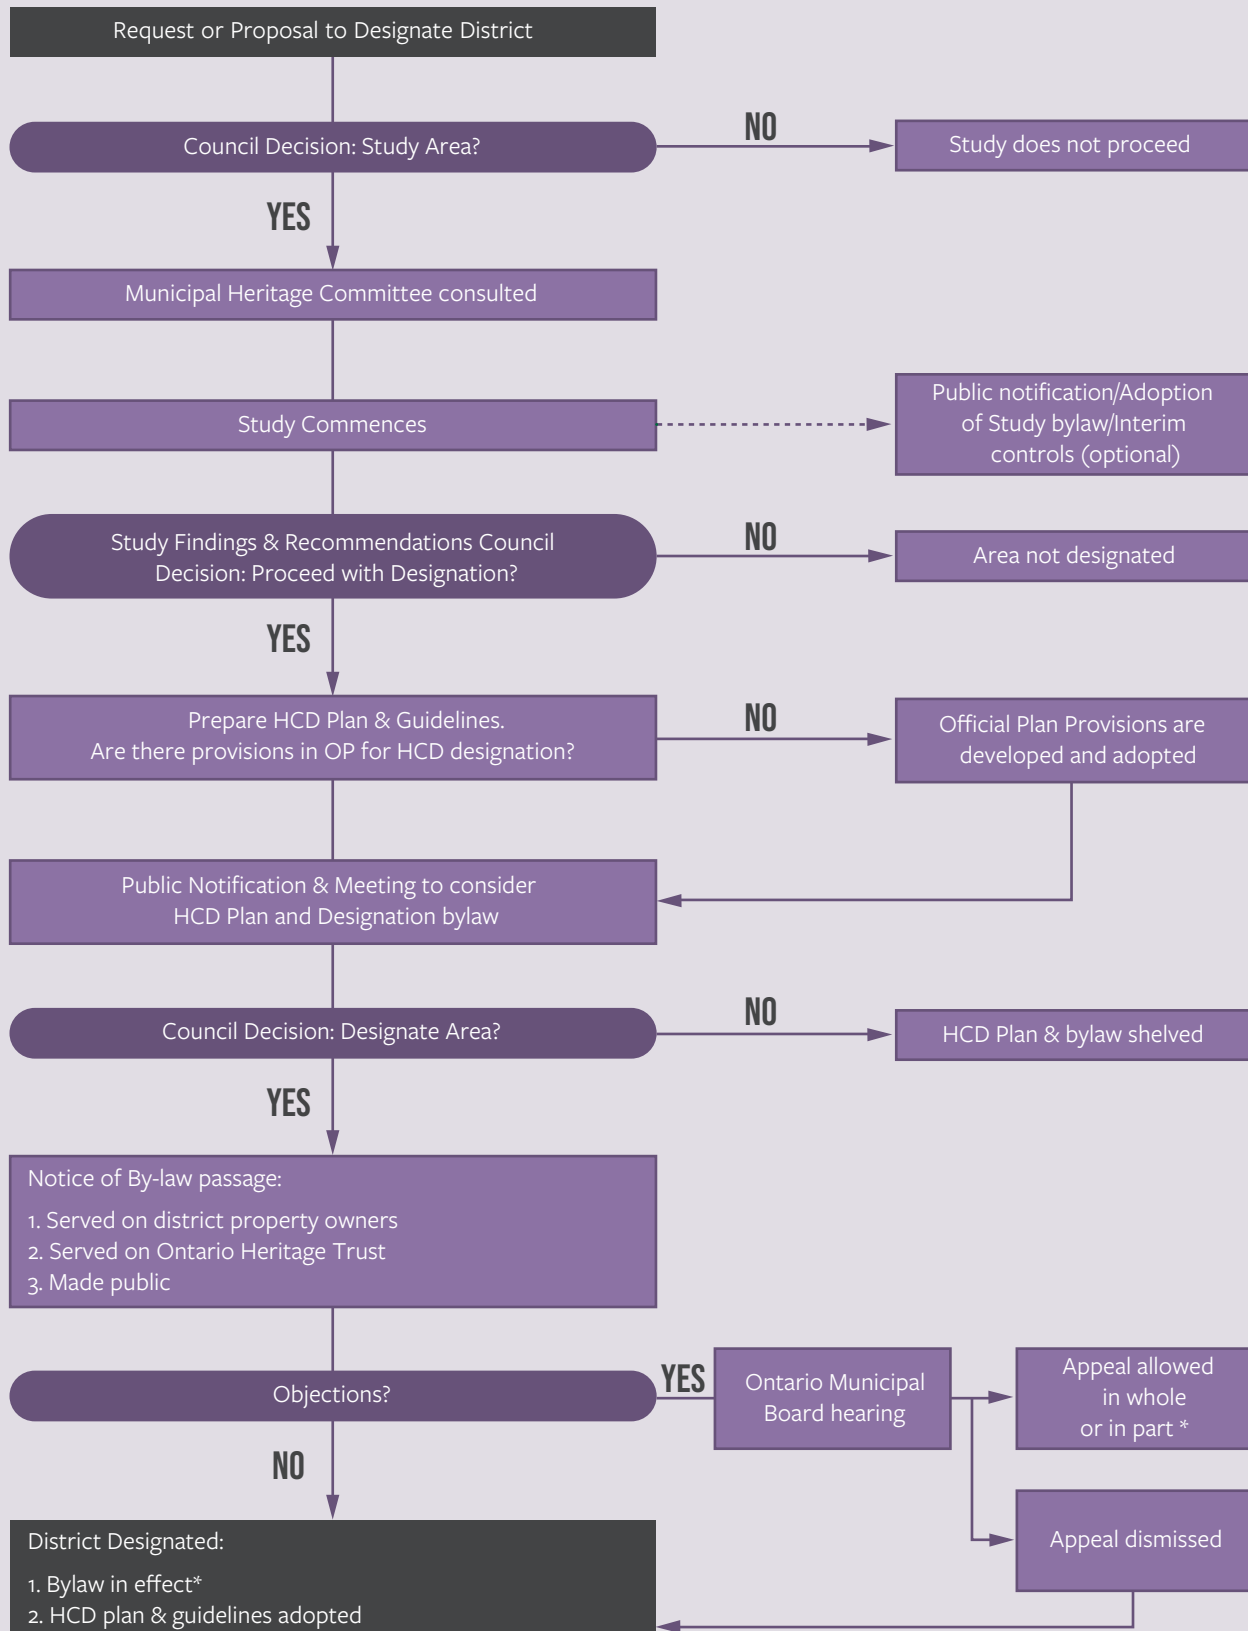 Request or Proposal to Designate District
Council Decision: Study Area?
NO
Study does not proceed
YES
Municipal Heritage Committee consulted
Study Commences
Public notification/Adoption
of Study bylaw/Interim
controls (optional)
Study Findings & Recommendations Council
Decision: Proceed with Designation?
NO
Area not designated
YES
Prepare HCD Plan & Guidelines.
Are there provisions in OP for HCD designation?
NO
Official Plan Provisions are
developed and adopted
Public Notification & Meeting to consider
HCD Plan and Designation bylaw
Council Decision: Designate Area?
NO
HCD Plan & bylaw shelved
YES
Notice of By-law passage:
1. Served on district property owners
2. Served on Ontario Heritage Trust
3. Made public
Objections?
YES
Ontario Municipal
Board hearing
Appeal allowed
in whole
or in part *
NO
Appeal dismissed
District Designated:
1. Bylaw in effect*
2. HCD plan & guidelines adopted